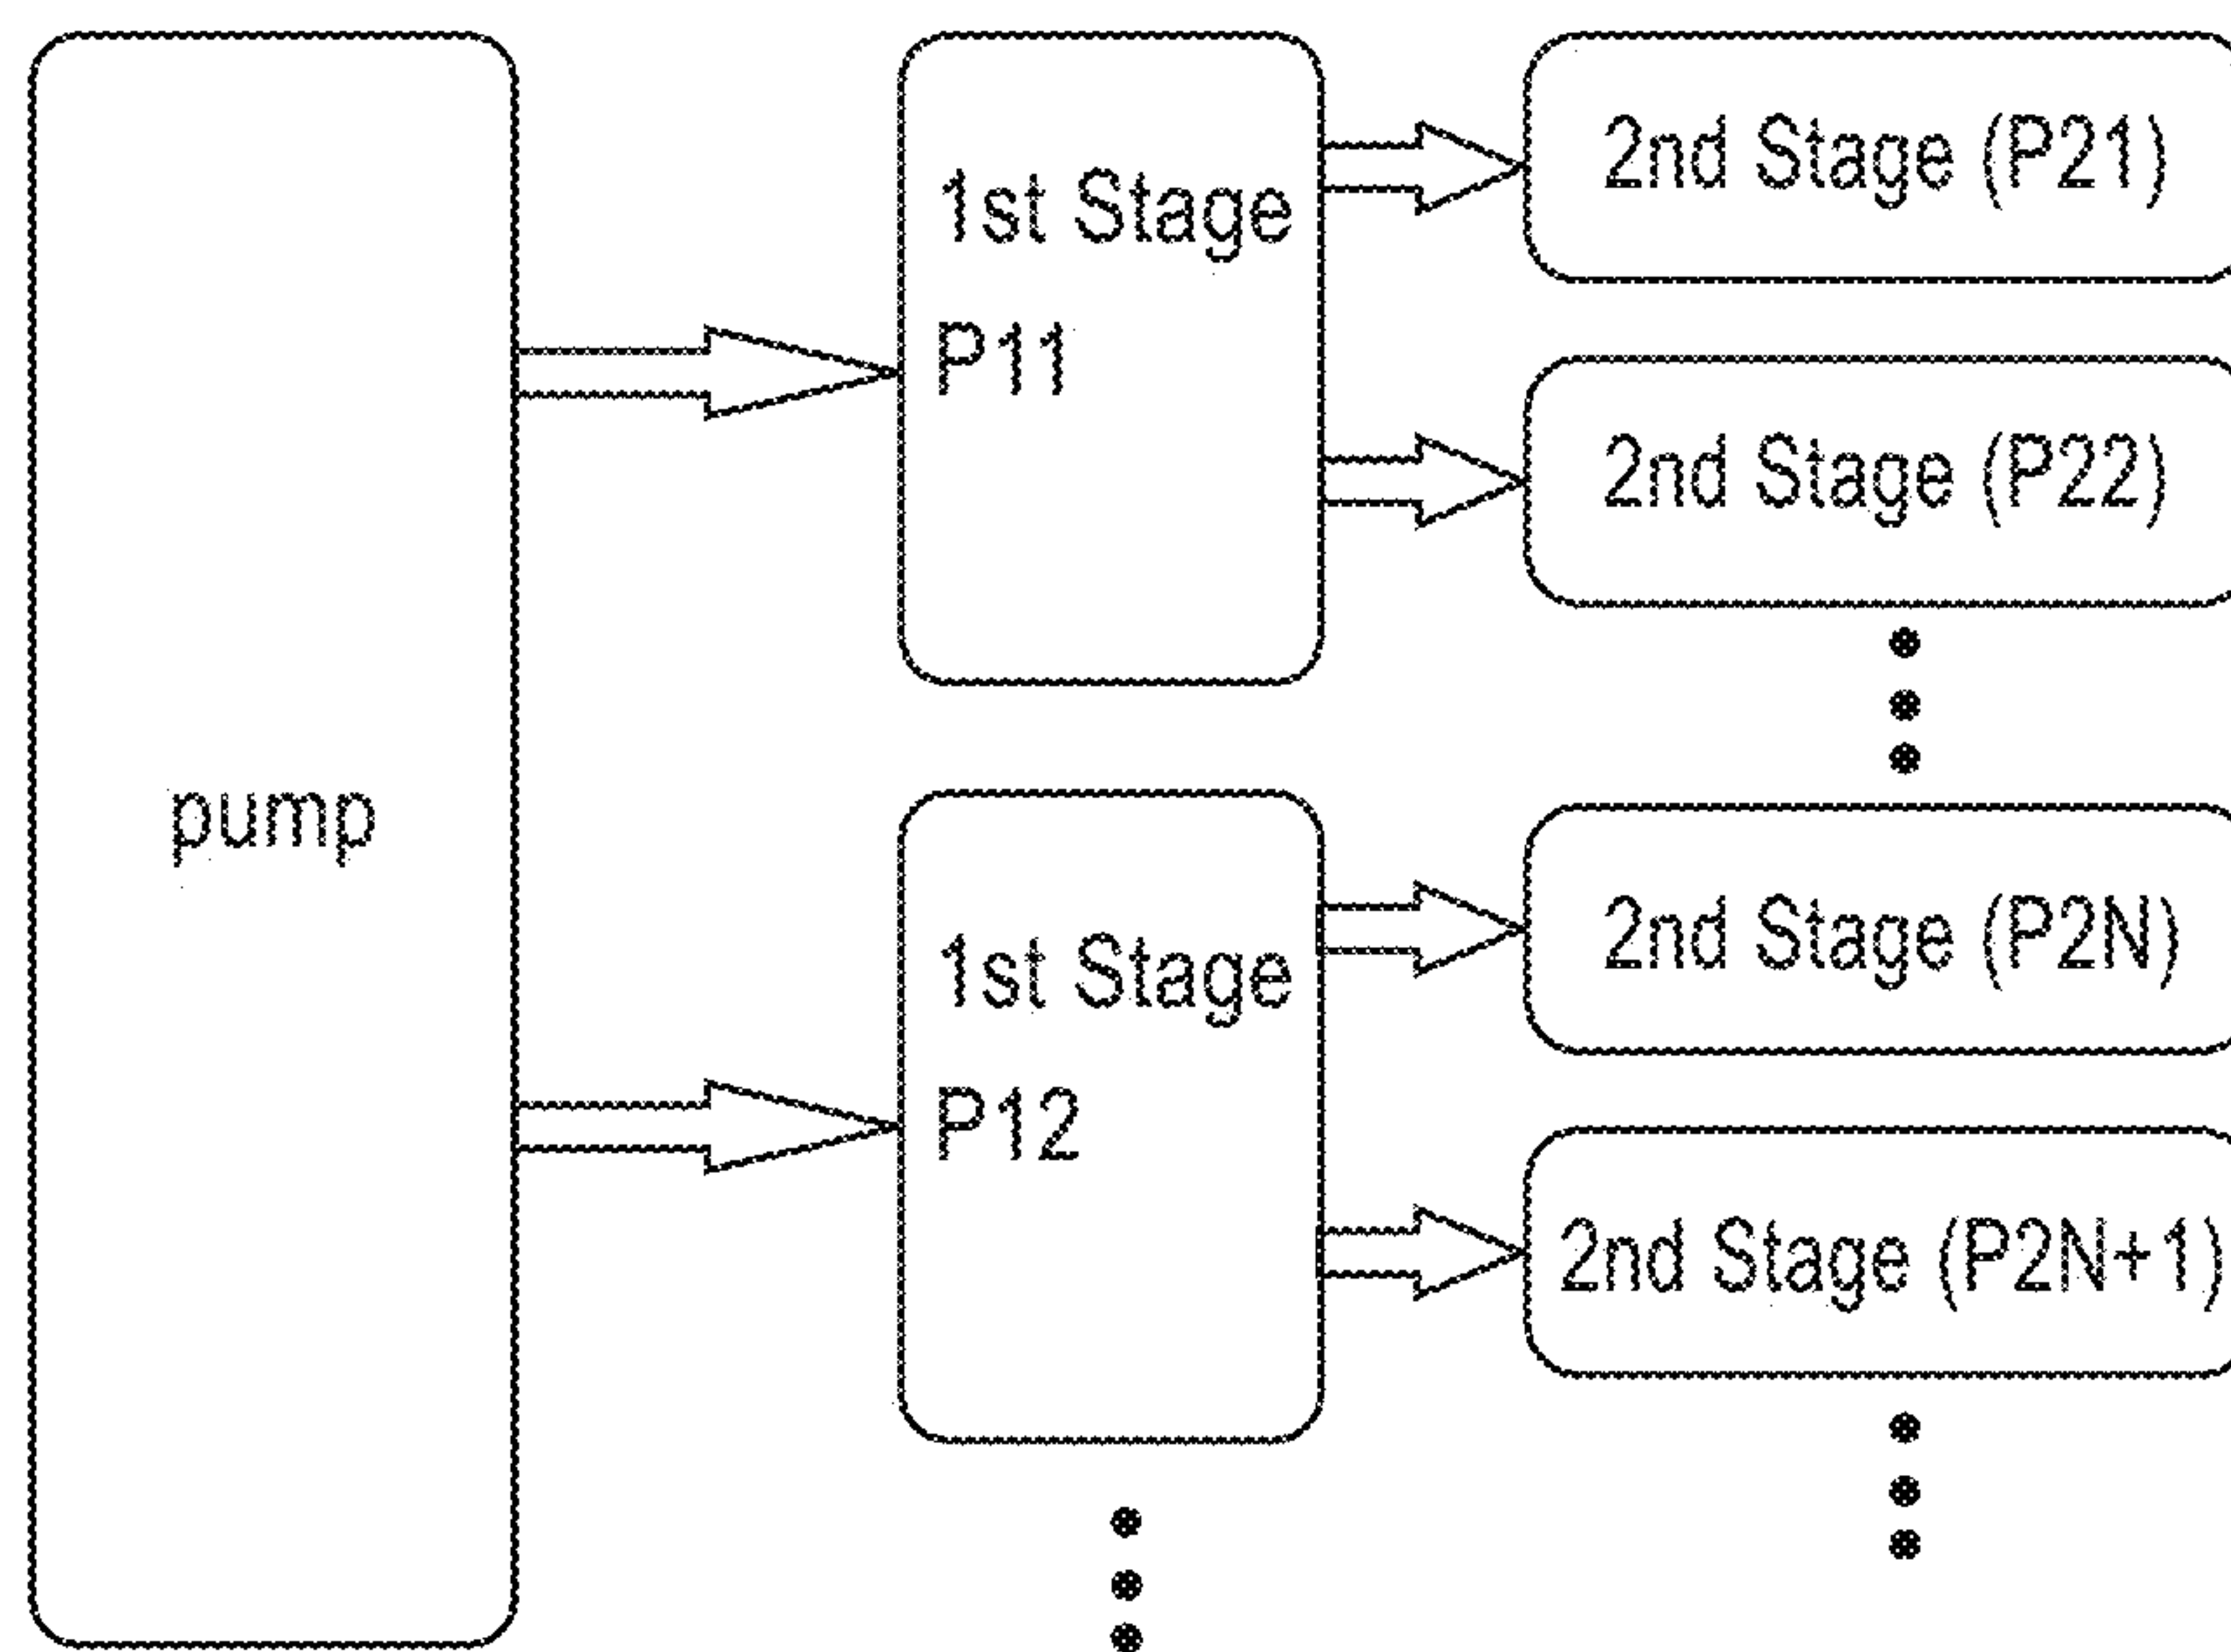 pump
1st Stage
P11
2nd Stage (P21)
2nd Stage (P22)
1st Stage
P12
2nd Stage (P2N)
2nd Stage (P2N+1)